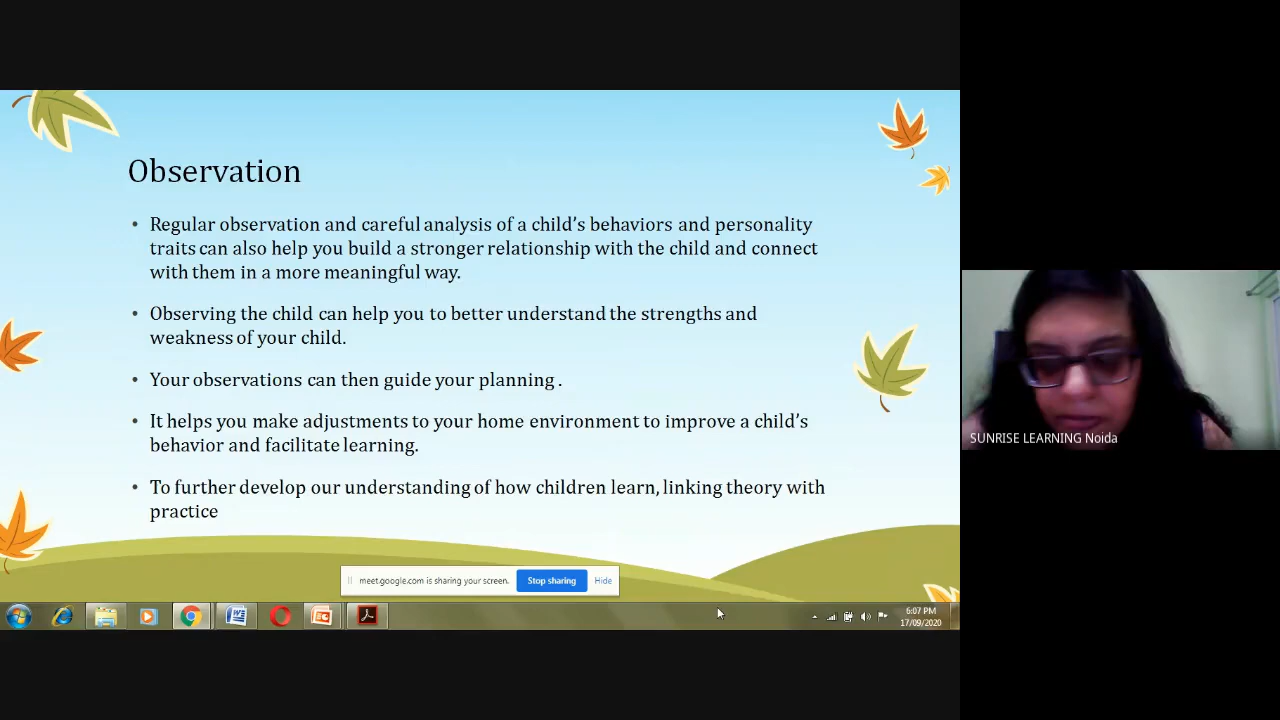 Observation
• Regular observation and careful analysis of a child's behaviors and personality
traits can also help you build a stronger relationship with the child and connect
with them in a more meaningful way.
• Observing the child can help you to better understand the strengths and
weakness of your child.
• Your observations can then guide your planning .
• It helps you make adjustments to your home environment to improve a child's
behavior and facilitate learning.
• To further develop our understanding of how children learn, linking theory with
practice
meet.google.com is sharing your screen. Stop sharing Hide
6:07 PM
17/09/2020
SUNRISE LEARNING Noida